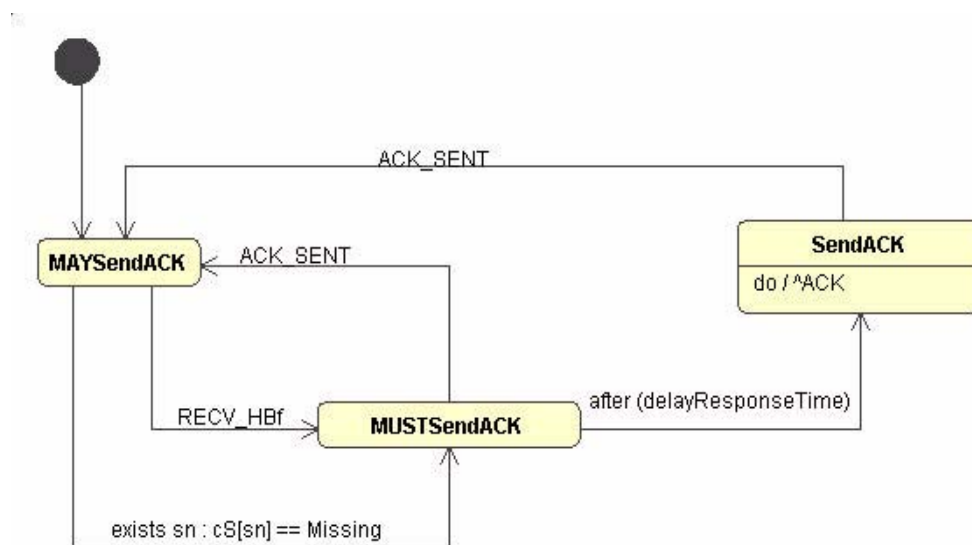 ACK_SENT
SendACK
MAYSendACK
ACK_SENT
do / ^ACK
after (delayResponseTime)
RECV_HBf
MUSTSendACK
exists sn : cS[sn] == Missing